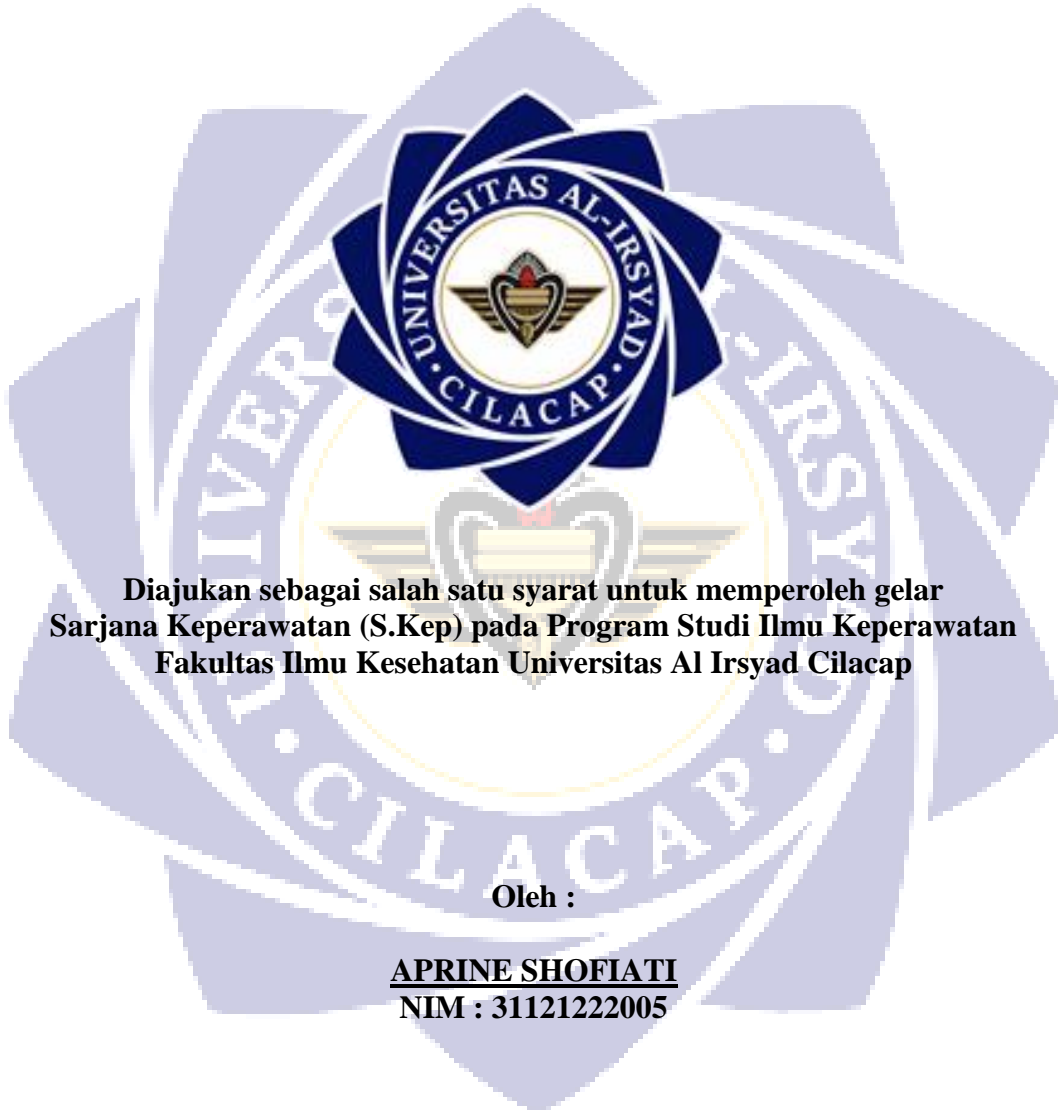 UNIVERSITAS AL-IRSYAD
CILACAP
Diajukan sebagai salah satu syarat untuk memperoleh gelar
Sarjana Keperawatan (S.Kep) pada Program Studi Ilmu Keperawatan
Fakultas Ilmu Kesehatan Universitas Al Irsyad Cilacap
CILACAP
Oleh :
APRINE SHOFIATI
NIM : 31121222005